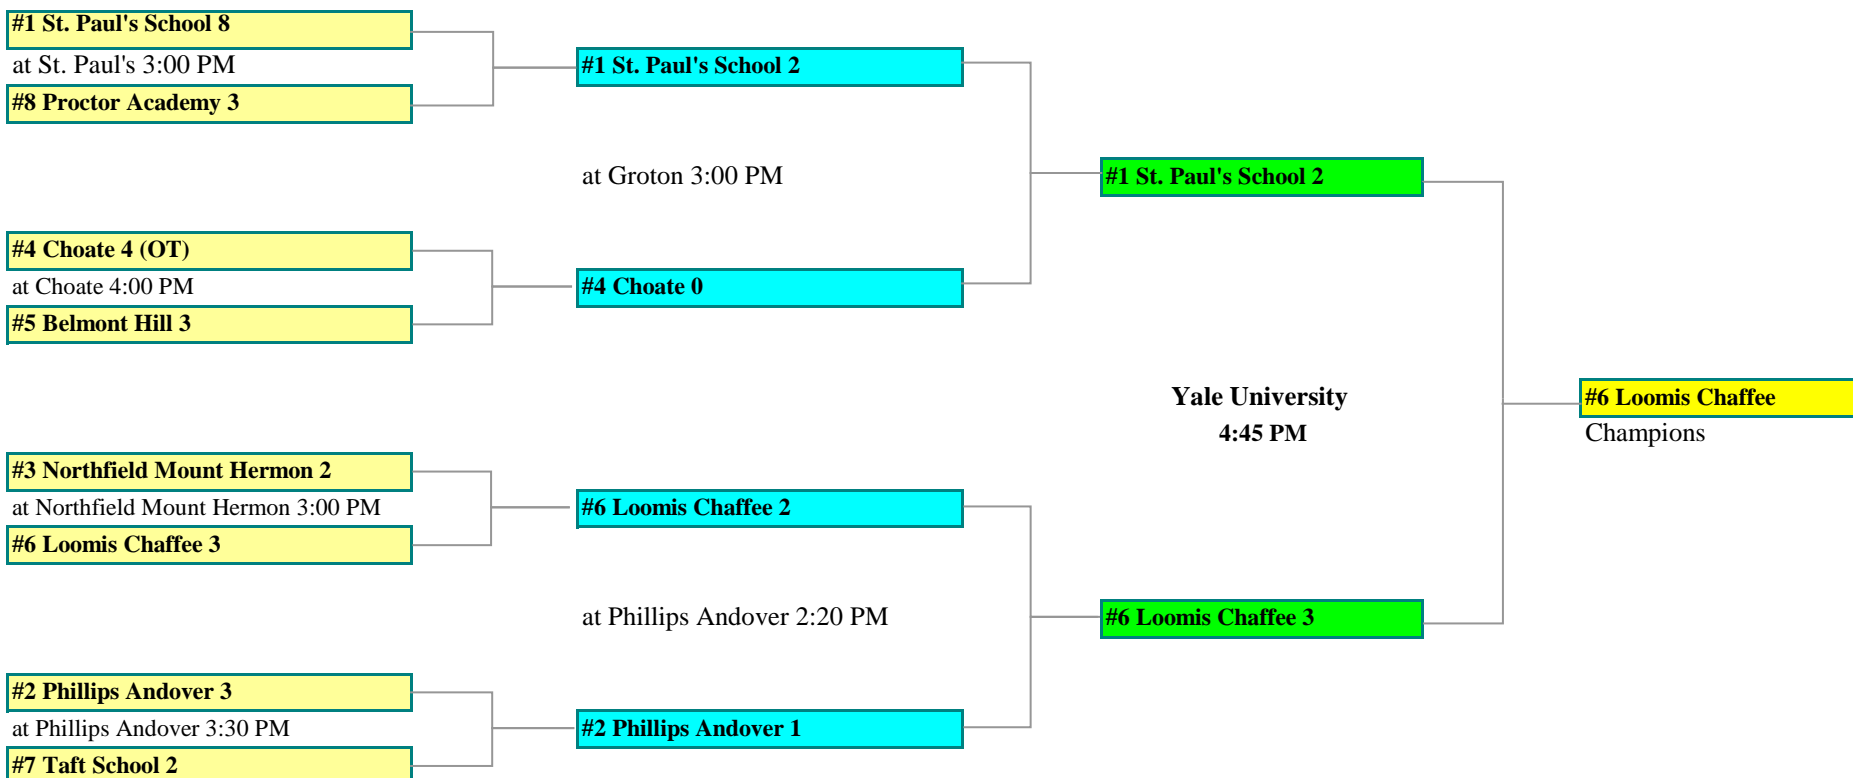 #1 St. Paul's School 8
at St. Paul's 3:00 PM
#8 Proctor Academy 3
#1 St. Paul's School 2
at Groton 3:00 PM
#4 Choate 4 (OT)
at Choate 4:00 PM
#5 Belmont Hill 3
#4 Choate 0
#1 St. Paul's School 2
Yale University
4:45 PM
#6 Loomis Chaffee
Champions
#3 Northfield Mount Hermon 2
at Northfield Mount Hermon 3:00 PM
#6 Loomis Chaffee 3
#6 Loomis Chaffee 2
at Phillips Andover 2:20 PM
#6 Loomis Chaffee 3
#2 Phillips Andover 3
at Phillips Andover 3:30 PM
#7 Taft School 2
#2 Phillips Andover 1